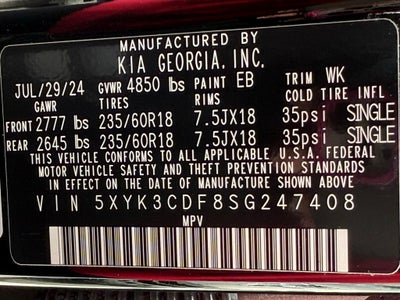 MANUFACTURED BY
KIA GEORGIA, INC.
JUL/29/24 GVWR 4850 lbs PAINT EB TRIM WK
GAWR TIRES RIMS COLD TIRE INFL
FRONT 2777 lbs 235/60R18 7.5JX18 35psi SINGLE
REAR 2645 lbs 235/60R18 7.5JX18 35psi SINGLE
THIS VEHICLE CONFORMS TO ALL APPLICABLE U.S.A. FEDERAL
MOTOR VEHICLE SAFETY AND THEFT PREVENTION STANDARDS
IN EFFECT ON THE DATE OF MANUFACTURE SHOWN ABOVE
VIN 5XYK3CDF8SG247408
MPV